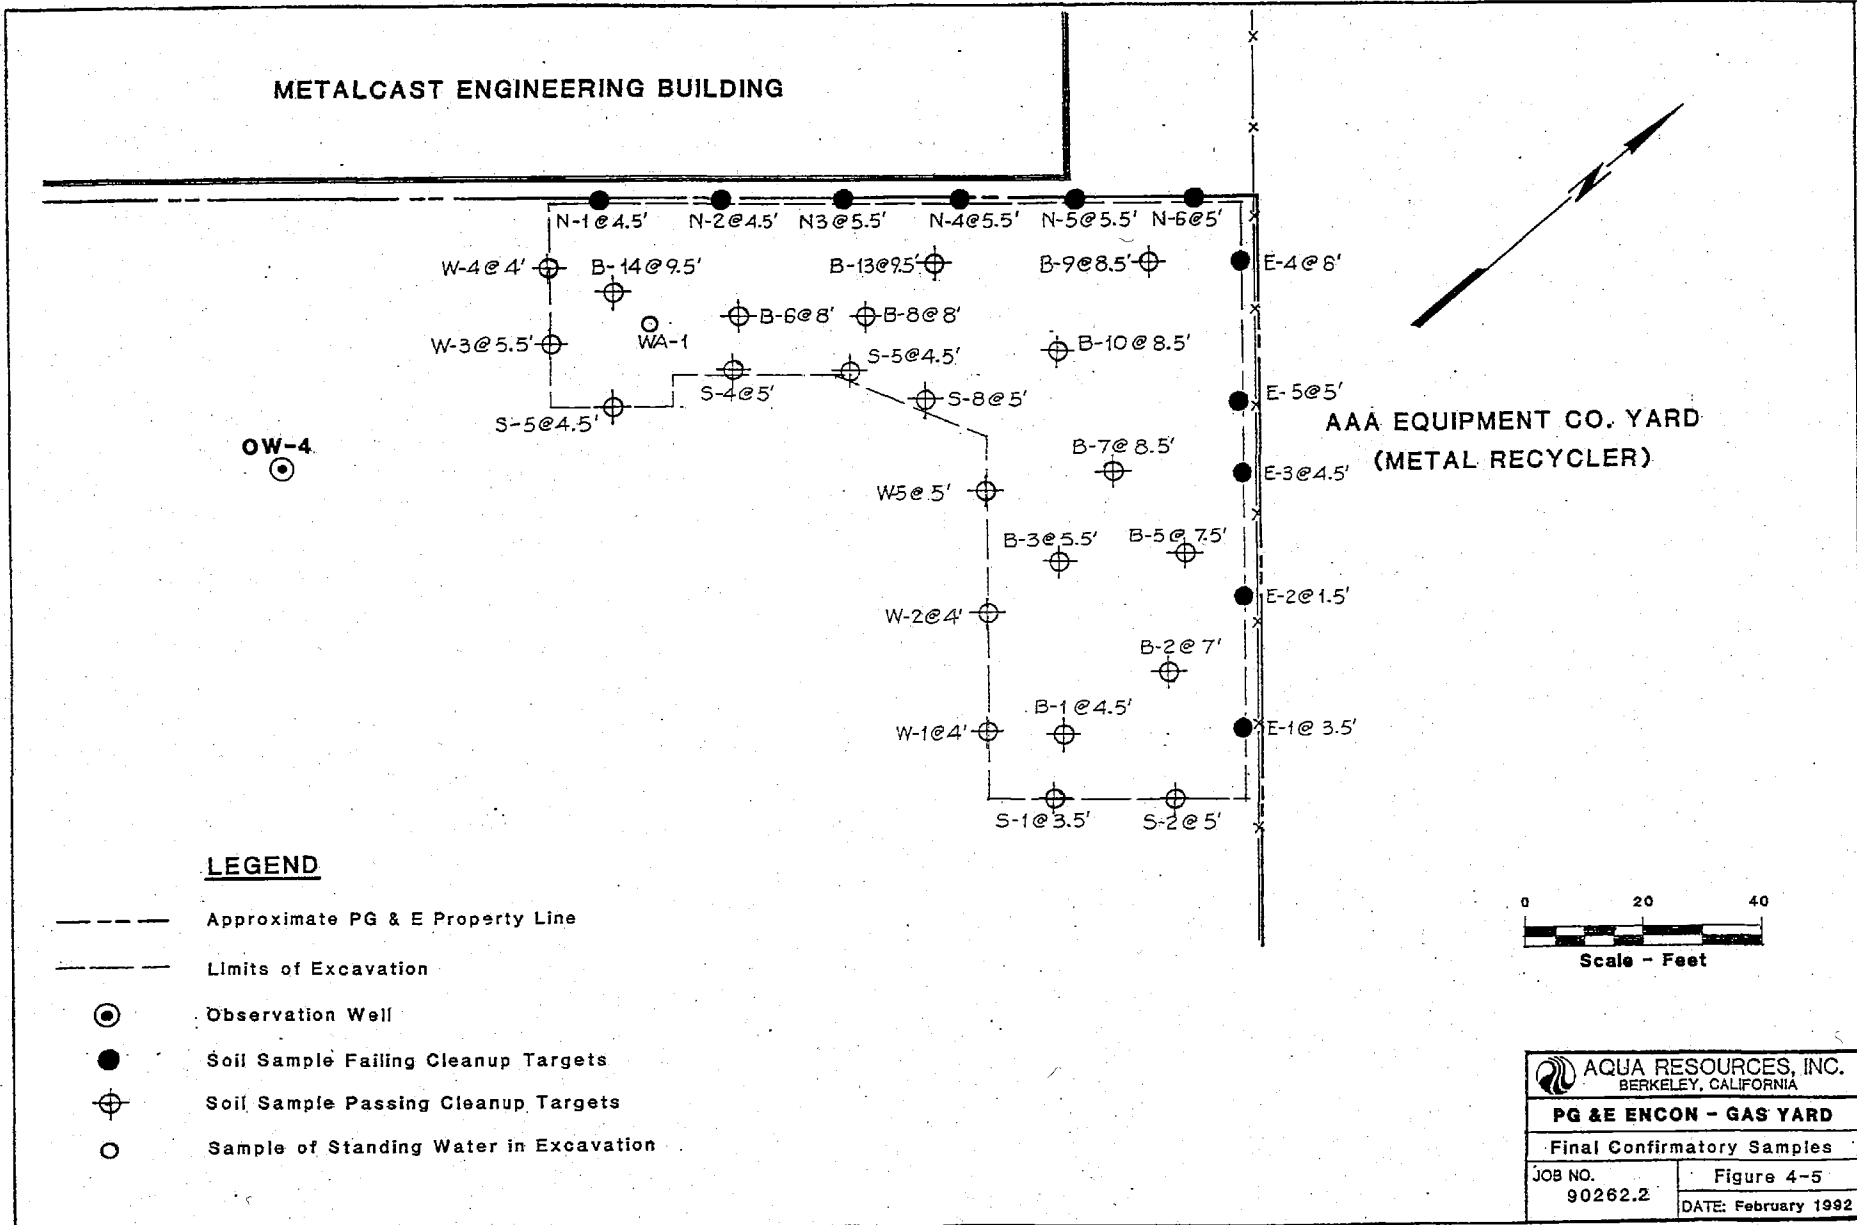 METALCAST ENGINEERING BUILDING
N-1@4.5'
N-2@4.5'
N3@5.5'
N-4@5.5'
N-5@5.5'
N-6@5'
W-4@4'
B-14@9.5'
B-13@9.5'
B-9@8.5'
E-4@6'
WA-1
B-6@8'
B-8@8'
W-3@5.5'
B-10@8.5'
S-5@4.5'
S-4@5'
S-8@5'
E-5@5'
S-5@4.5'
AAA EQUIPMENT CO. YARD
(METAL RECYCLER)
OW-4
B-7@8.5'
E-3@4.5'
W5@5'
B-3@5.5'
B-5@7.5'
E-2@1.5'
W-2@4'
B-2@7'
B-1@4.5'
W-1@4'
E-1@3.5'
S-1@3.5'
S-2@5'
LEGEND
Approximate PG & E Property Line
Limits of Excavation
Observation Well
Soil Sample Failing Cleanup Targets
Soil Sample Passing Cleanup Targets
Sample of Standing Water in Excavation
N
0 20 40
Scale - Feet
AQUA RESOURCES, INC.
BERKELEY, CALIFORNIA
PG & E ENCON - GAS YARD
Final Confirmatory Samples
JOB NO.
90262.2
Figure 4-5
DATE: February 1992